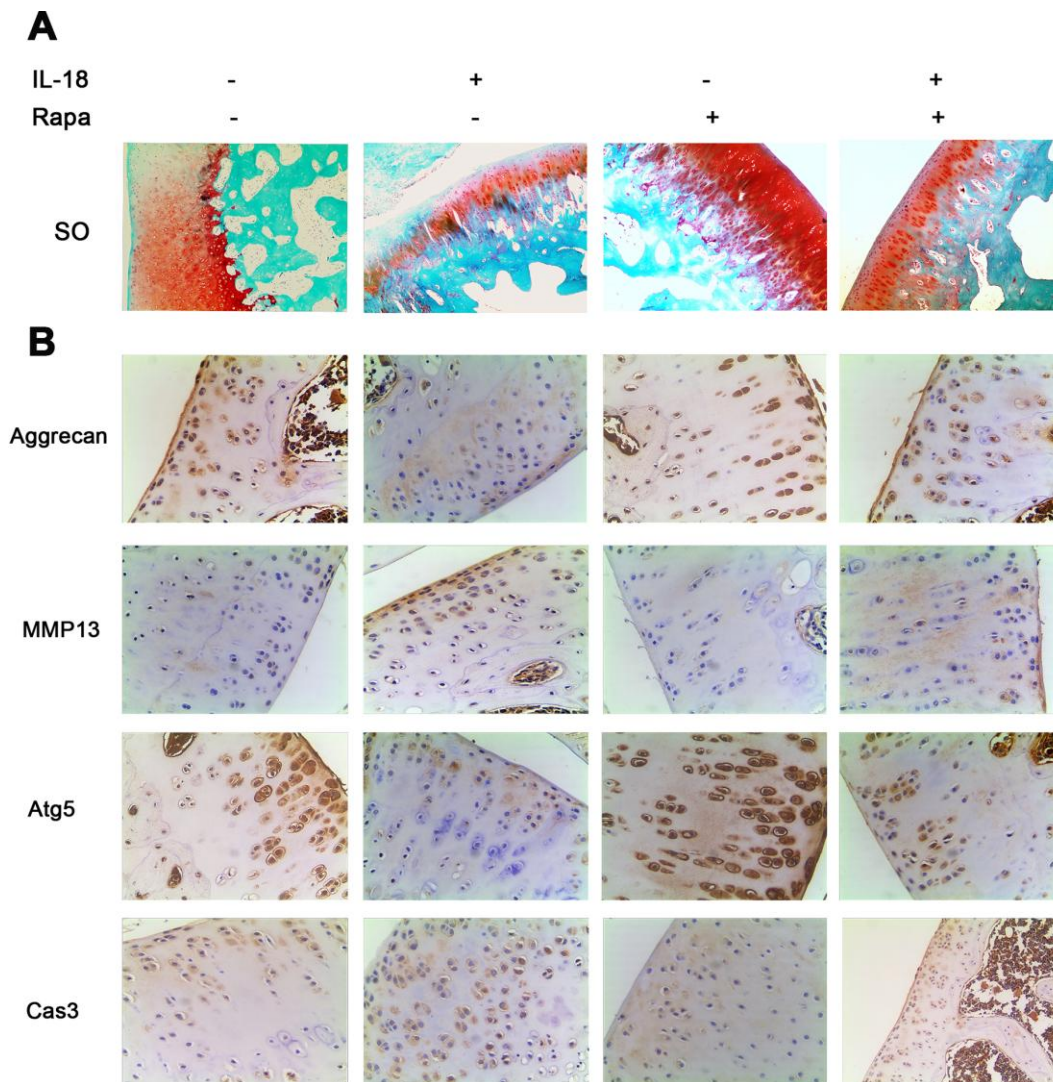 A
IL-18 - + - +
Rapa - - + +
SO
B
Aggrecan
MMP13
Atg5
Cas3